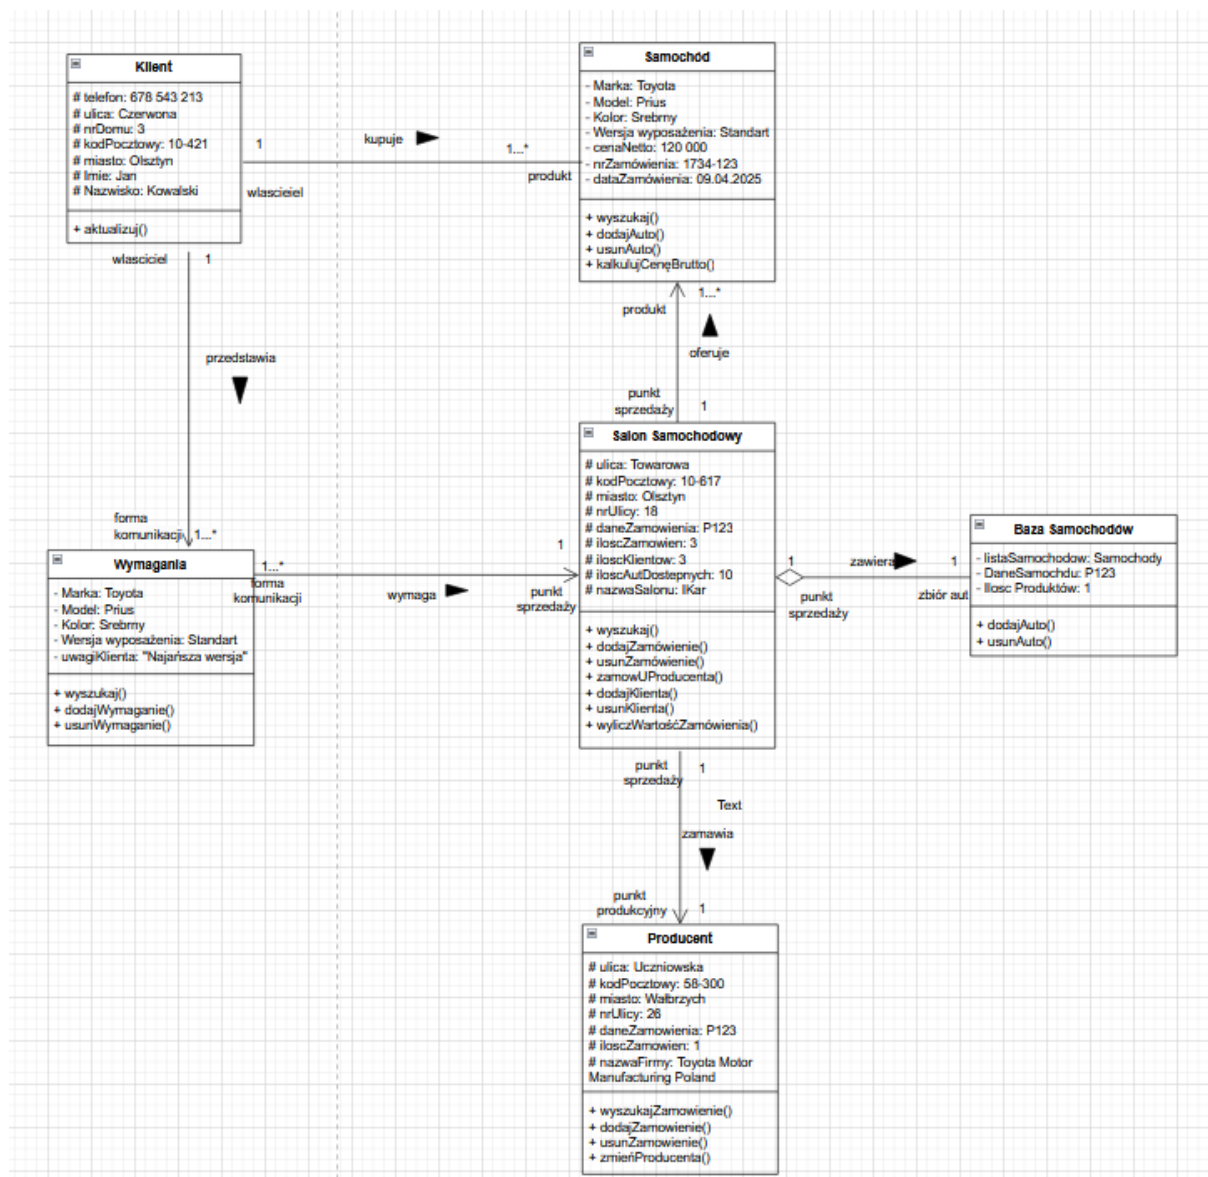 Klient
# telefon: 678 543 213
# ulica: Czerwona
# nrDomu: 3
# kodPocztowy: 10-421
# miasto: Olsztyn
# Imie: Jan
# Nazwisko: Kowalski
+ aktualizuj()
1
kupuje
1...*
wlascieiel
produkt
Samochód
- Marka: Toyota
- Model: Prius
- Kolor: Srebrny
- Wersja wyposażenia: Standart
- cenaNetto: 120 000
- nrZamówienia: 1734-123
- dataZamówienia: 09.04.2025
+ wyszukaj()
+ dodajAuto()
+ usunAuto()
+ kalkulujCenęBrutto()
wlasciciel
1
przedstawia
forma
komunikacji
1...*
produkt
1...*
oferuje
punkt
sprzedaży
1
Wymagania
- Marka: Toyota
- Model: Prius
- Kolor: Srebrny
- Wersja wyposażenia: Standart
- uwagiKlienta: "Najańsza wersja"
+ wyszukaj()
+ dodajWymaganie()
+ usunWymaganie()
1...*
forma
komunikacji
wymaga
1
punkt
sprzedaży
Salon Samochodowy
# ulica: Towarowa
# kodPocztowy: 10-617
# miasto: Olsztyn
# nrUlicy: 18
# daneZamowienia: P123
# iloscZamowien: 3
# iloscKlientow: 3
# iloscAutDostepnych: 10
# nazwaSalonu: IKar
+ wyszukaj()
+ dodajZamówienie()
+ usunZamówienie()
+ zamowUProducenta()
+ dodajKlienta()
+ usunKlienta()
+ wyliczWartośćZamówienia()
1
zawiera
1
punkt
sprzedaży
zbiór aut
Baza Samochodów
- listaSamochodow: Samochody
- DaneSamochdu: P123
- Ilosc Produktów: 1
+ dodajAuto()
+ usunAuto()
punkt
sprzedaży
1
Text
zamawia
punkt
produkcyjny
1
Producent
# ulica: Uczniowska
# kodPocztowy: 58-300
# miasto: Wałbrzych
# nrUlicy: 26
# daneZamowienia: P123
# iloscZamowien: 1
# nazwaFirmy: Toyota Motor
Manufacturing Poland
+ wyszukajZamowienie()
+ dodajZamowienie()
+ usunZamowienie()
+ zmieńProducenta()